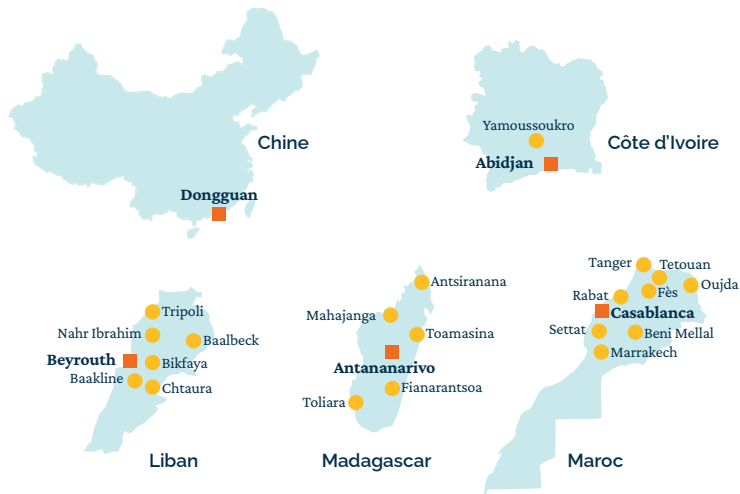 Chine
Dongguan
Yamoussoukro
Côte d'Ivoire
Abidjan
Tripoli
Nahr Ibrahim
Baalbeck
Beyrouth
Bikfaya
Baakline
Chtaura
Liban
Antsiranana
Mahajanga
Toamasina
Antananarivo
Fianarantsoa
Toliara
Madagascar
Tanger
Tetouan
Oujda
Fès
Rabat
Casablanca
Settat
Beni Mellal
Marrakech
Maroc